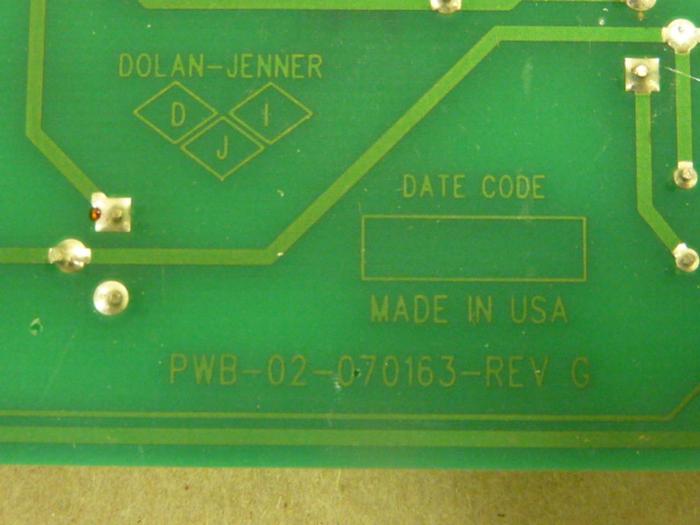 DOLAN-JENNER
D I
J
DATE CODE
MADE IN USA
PWB-02-070163-REV G